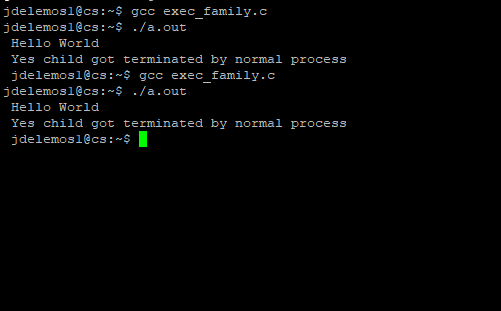 jdelemos1@cs:~$ gcc exec_family.c
jdelemos1@cs:~$ ./a.out
Hello World
Yes child got terminated by normal process
jdelemos1@cs:~$ gcc exec_family.c
jdelemos1@cs:~$ ./a.out
Hello World
Yes child got terminated by normal process
jdelemos1@cs:~$